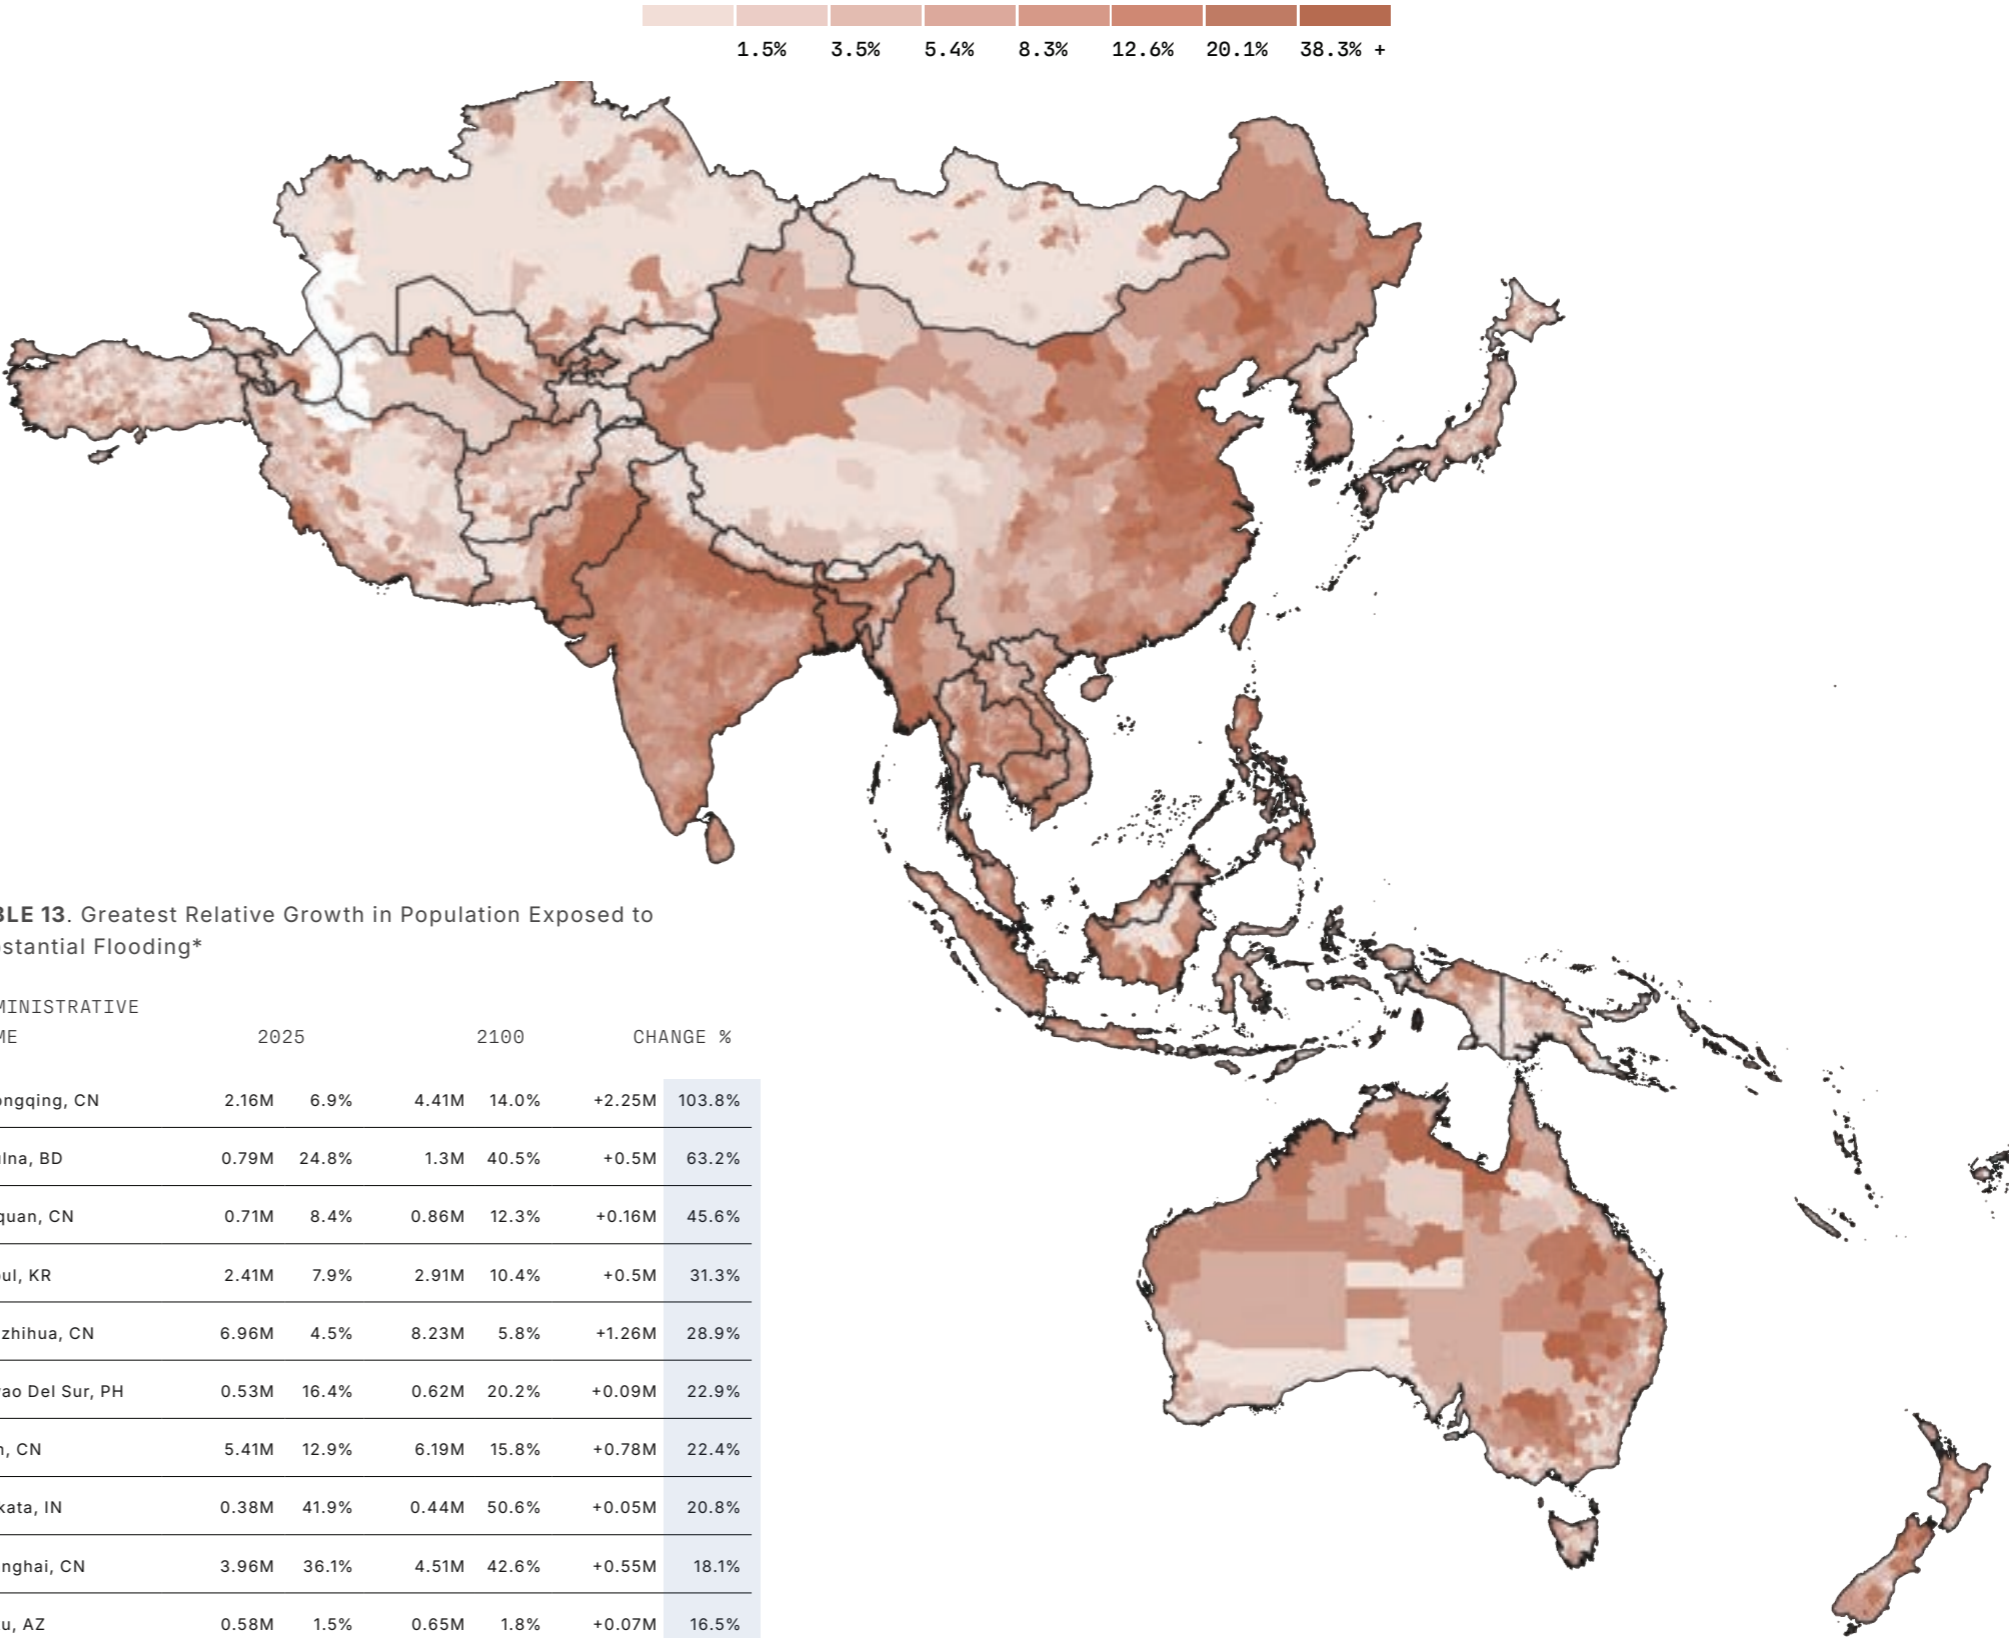 1.5% 3.5% 5.4% 8.3% 12.6% 20.1% 38.3% +
BLE 13. Greatest Relative Growth in Population Exposed to
stantial Flooding*
MINISTRATIVE
ME 2025 2100 CHANGE %
ongqing, CN 2.16M 6.9% 4.41M 14.0% +2.25M 103.8%
lna, BD 0.79M 24.8% 1.3M 40.5% +0.5M 63.2%
quan, CN 0.71M 8.4% 0.86M 12.3% +0.16M 45.6%
ul, KR 2.41M 7.9% 2.91M 10.4% +0.5M 31.3%
zhihua, CN 6.96M 4.5% 8.23M 5.8% +1.26M 28.9%
ao Del Sur, PH 0.53M 16.4% 0.62M 20.2% +0.09M 22.9%
, CN 5.41M 12.9% 6.19M 15.8% +0.78M 22.4%
kata, IN 0.38M 41.9% 0.44M 50.6% +0.05M 20.8%
nghai, CN 3.96M 36.1% 4.51M 42.6% +0.55M 18.1%
u, AZ 0.58M 1.5% 0.65M 1.8% +0.07M 16.5%